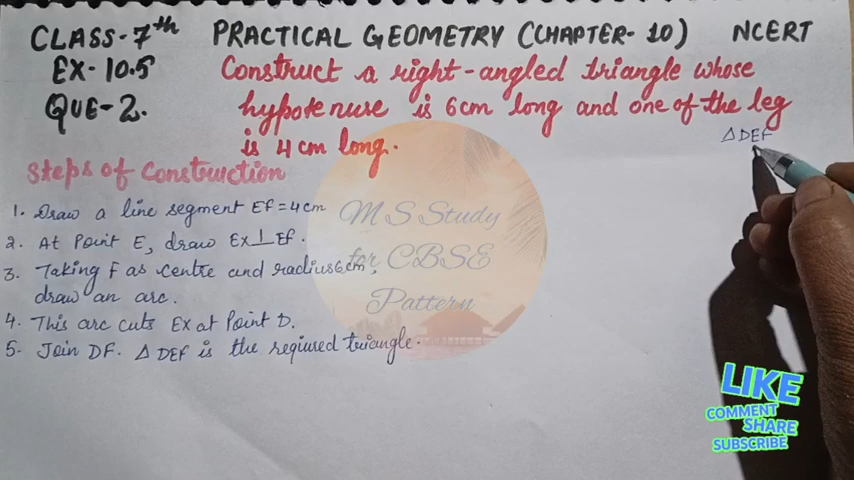 CLASS-7th PRACTICAL GEOMETRY (CHAPTER-10) NCERT
EX-10.5 Construct a right-angled triangle whose
QUE-2. hypotenuse is 6cm long and one of the leg
is 4cm long.
△DEF
Steps of Construction
1. Draw a line segment EF=4cm
2. At Point E, draw EX⊥EF.
3. Taking F as centre and radius 6cm,
draw an arc.
4. This arc cuts EX at Point D.
5. Join DF. △ DEF is the reqiured triangle.
MS Study
for CBSE
Pattern
LIKE
COMMENT
SHARE
SUBSCRIBE